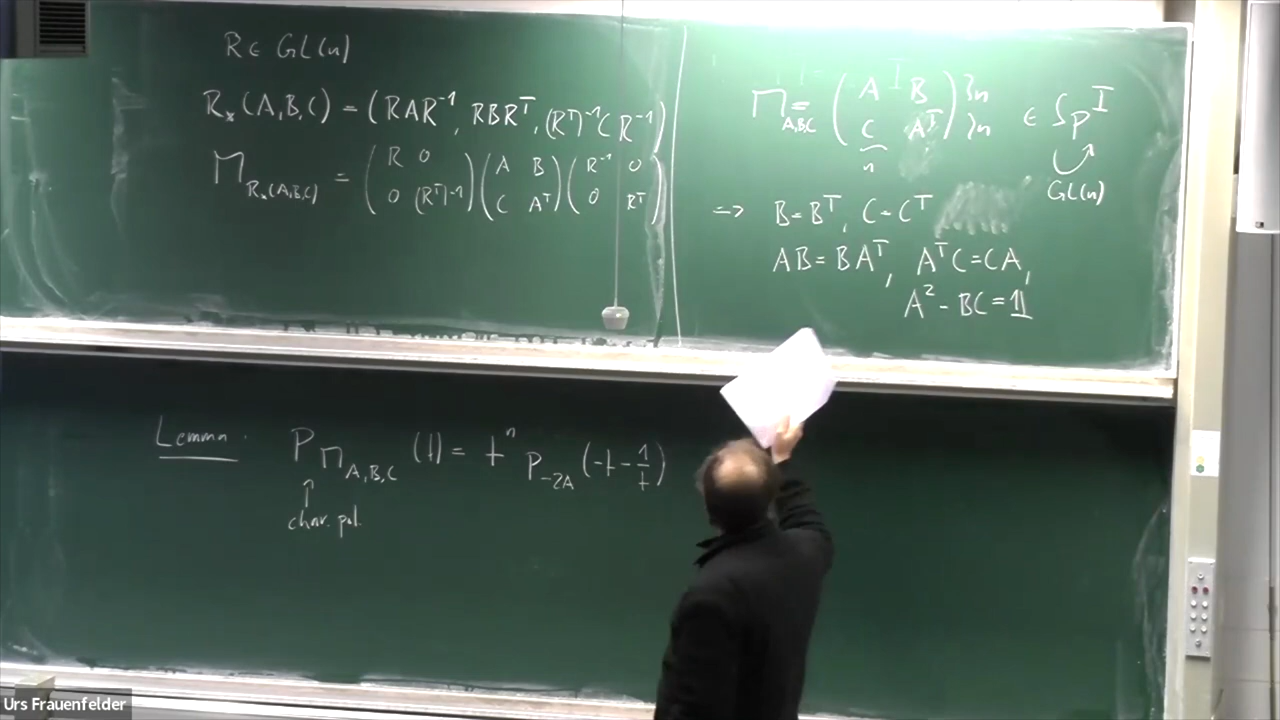 R ∈ GL(n)
R_*(A,B,C) = (RAR⁻¹, RBRᵀ, (Rᵀ)⁻¹CR⁻¹)
M_{R_*(A,B,C)} = ( R 0 ; 0 (Rᵀ)⁻¹ ) ( A B ; C Aᵀ ) ( R⁻¹ 0 ; 0 Rᵀ )
M_{A,B,C} = ( A B ; C Aᵀ ) }n }n ∈ Sp^I
n
GL(n)
=> B=Bᵀ, C=Cᵀ
AB=BAᵀ, AᵀC=CA,
A²-BC=𝟙
Lemma. P_{M_{A,B,C}} (t) = tⁿ P_{-2A} (-t - 1/t)
↑
char. pol.
Urs Frauenfelder